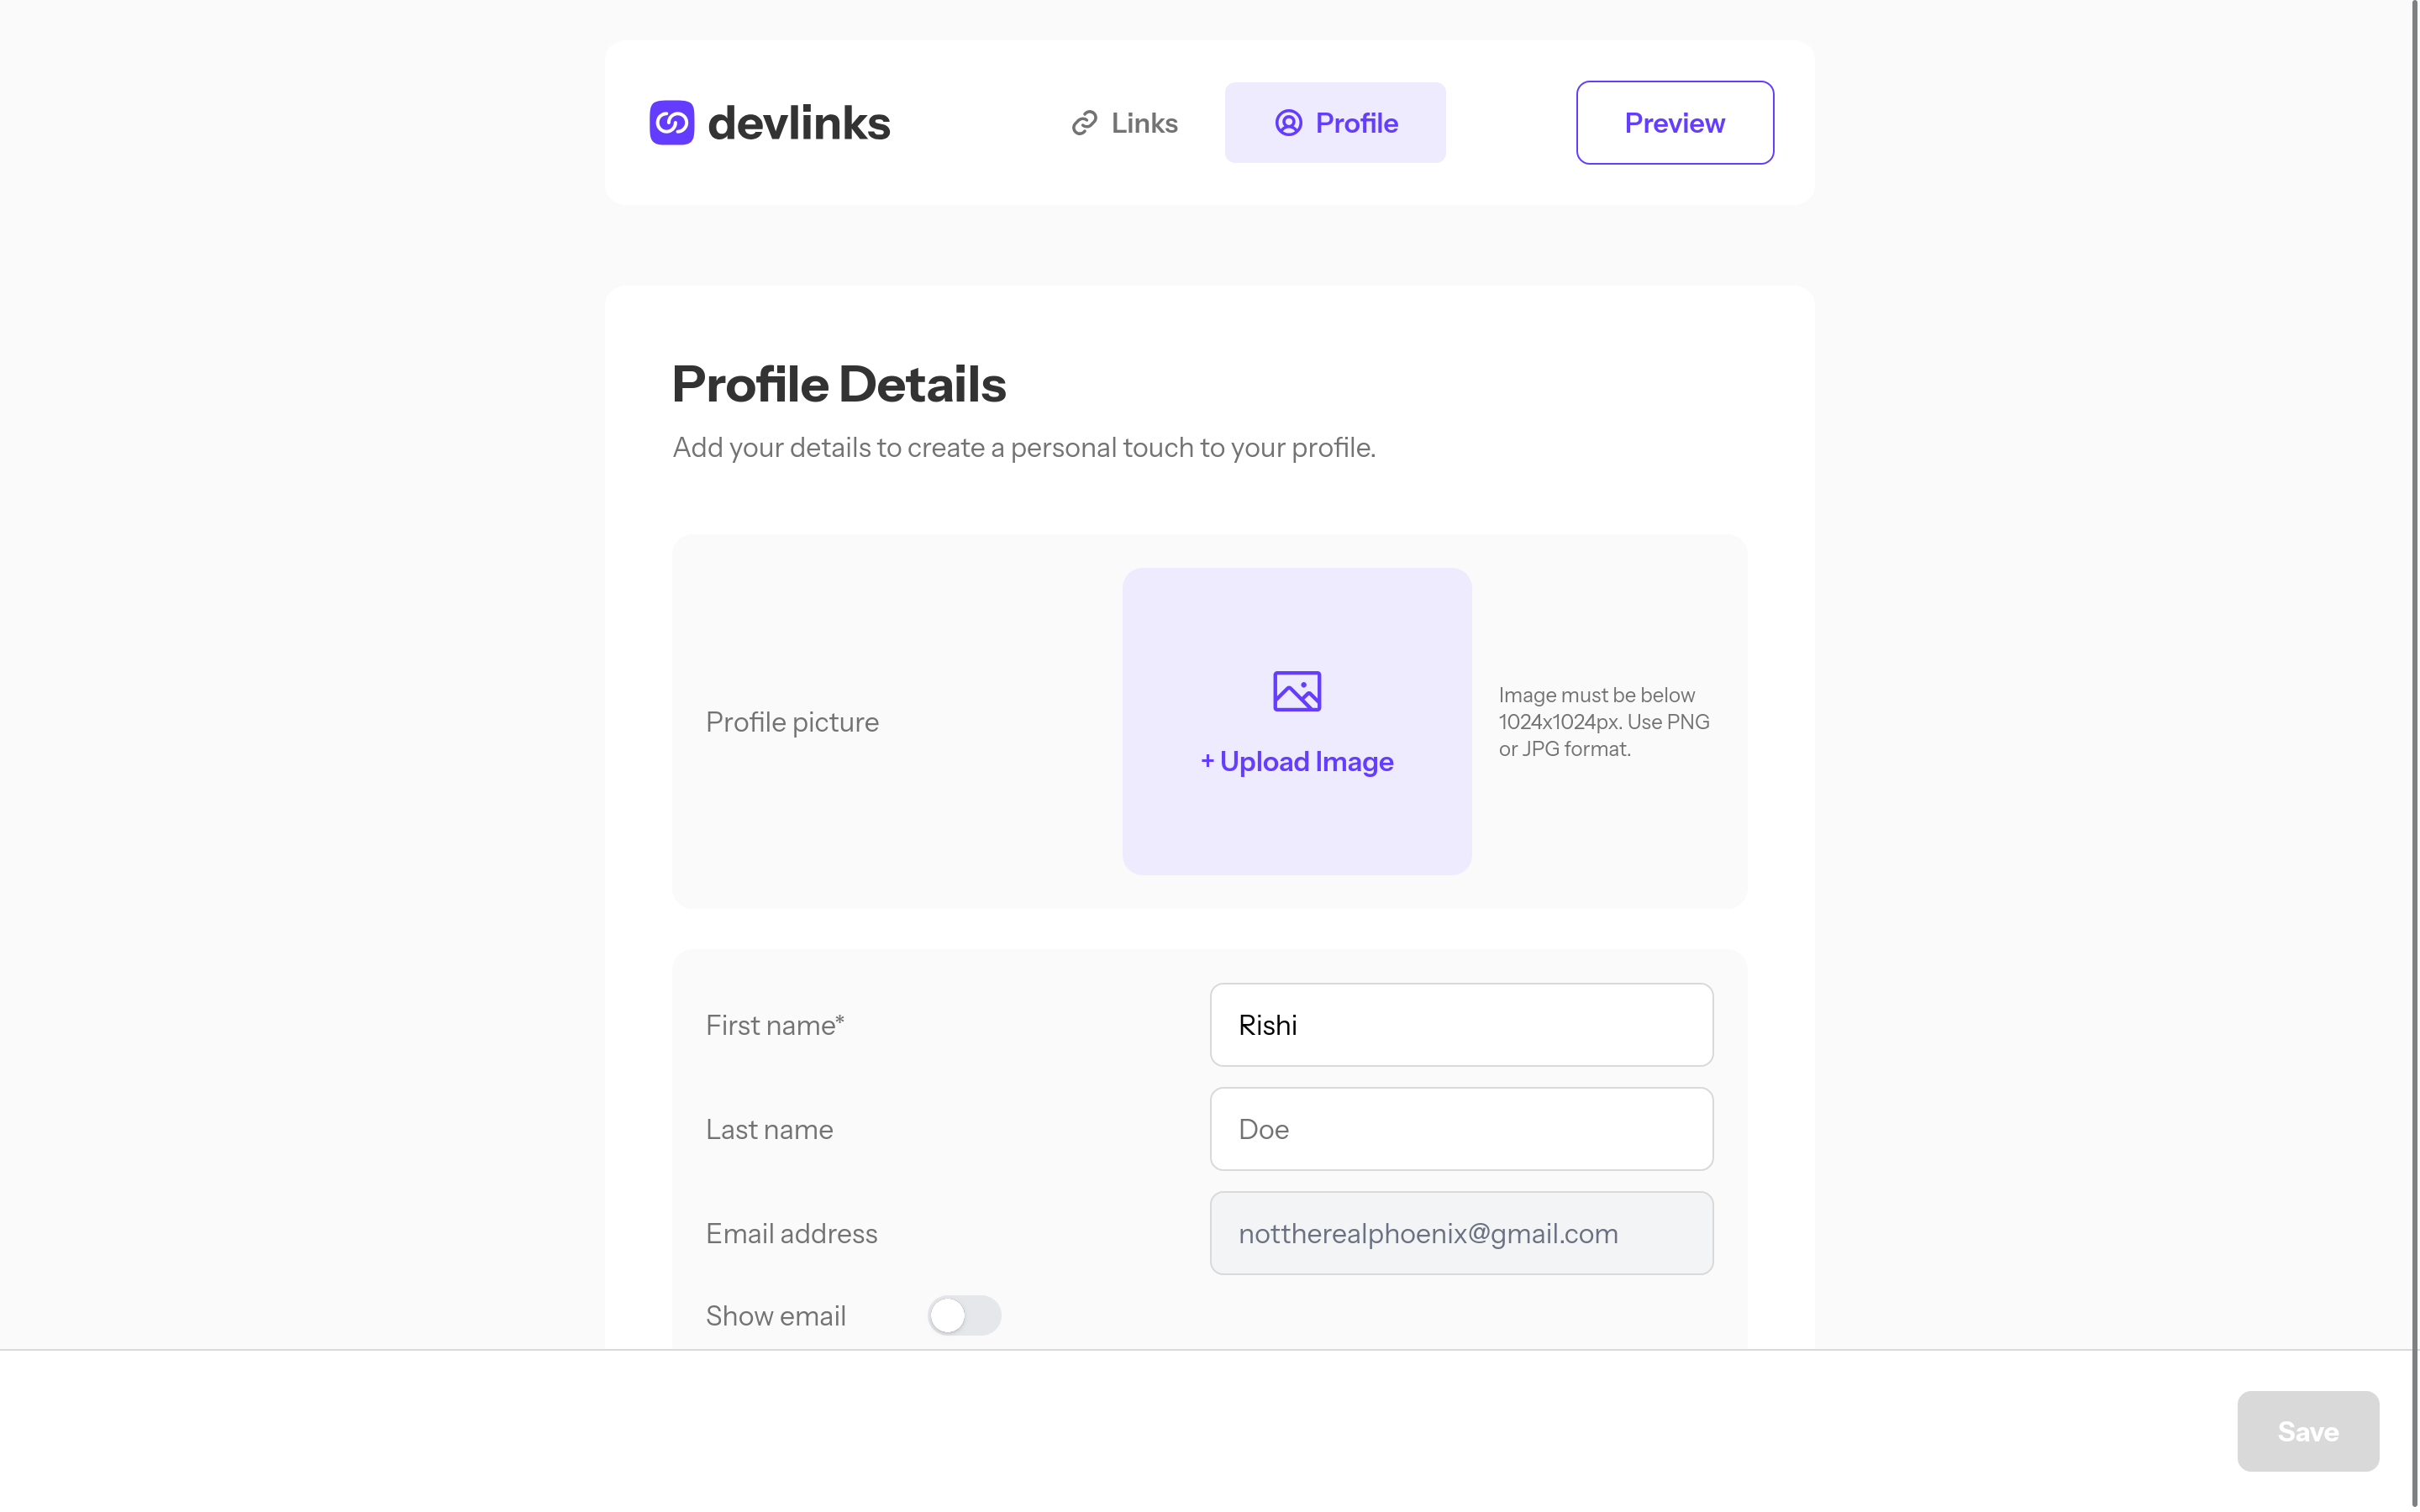 devlinks
Links
Profile
Preview
Profile Details
Add your details to create a personal touch to your profile.
Profile picture
+ Upload Image
Image must be below
1024x1024px. Use PNG
or JPG format.
First name*
Rishi
Last name
Doe
Email address
nottherealphoenix@gmail.com
Show email
Save